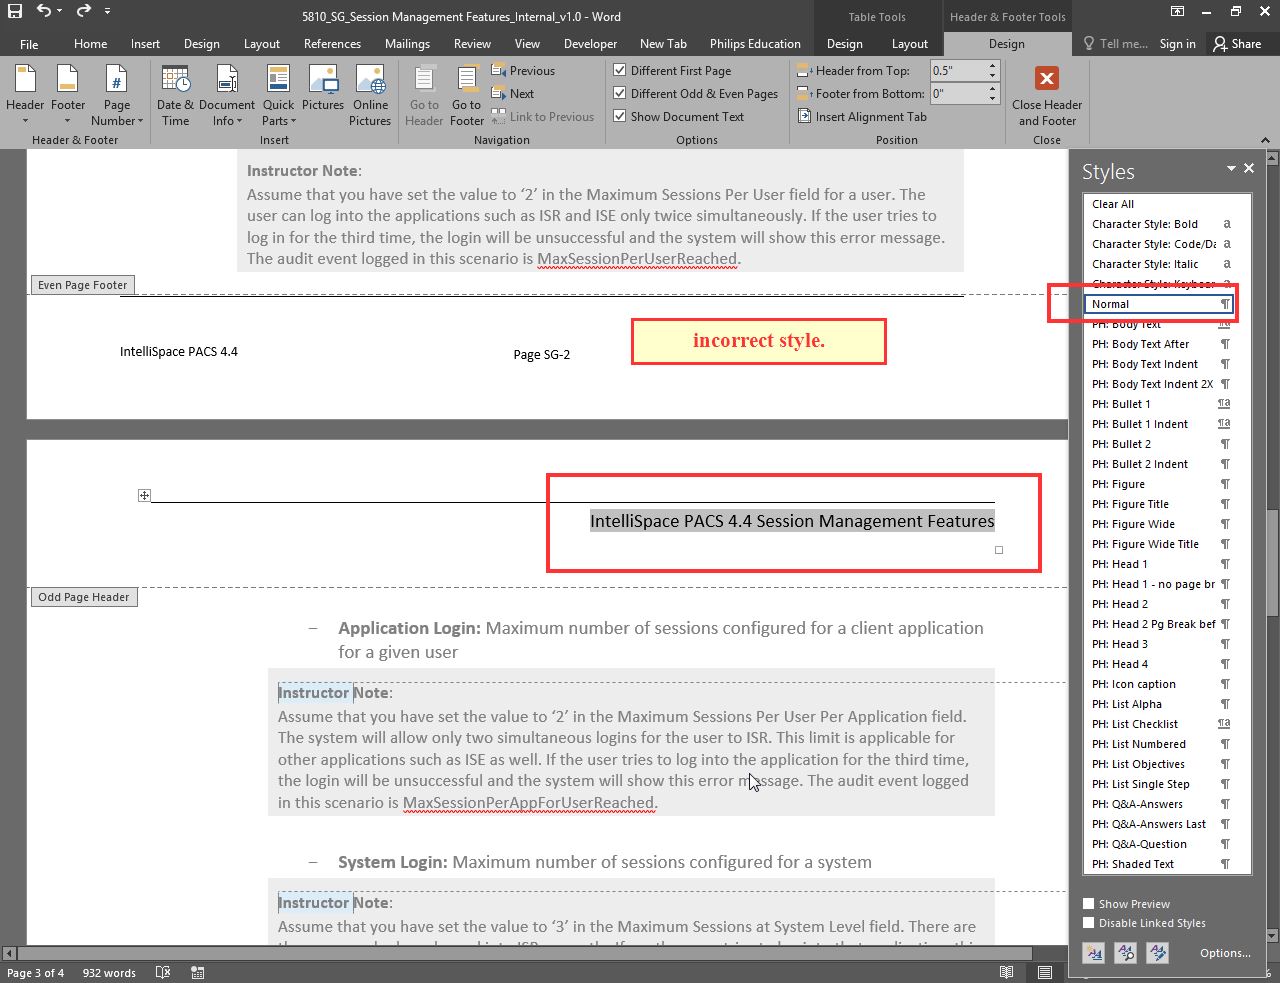 5810_SG_Session Management Features_Internal_v1.0 - Word
Table Tools
Header & Footer Tools
File Home Insert Design Layout References Mailings Review View Developer New Tab Philips Education Design Layout Design Tell me... Sign in Share
Header
Footer
Page Number
Header & Footer
Date & Time
Document Info
Quick Parts
Pictures
Online Pictures
Insert
Go to Header
Go to Footer
Previous
Next
Link to Previous
Navigation
Different First Page
Different Odd & Even Pages
Show Document Text
Options
Header from Top: 0.5"
Footer from Bottom: 0"
Insert Alignment Tab
Position
Close Header and Footer
Close
Instructor Note:
Assume that you have set the value to ‘2’ in the Maximum Sessions Per User field for a user. The
user can log into the applications such as ISR and ISE only twice simultaneously. If the user tries to
log in for the third time, the login will be unsuccessful and the system will show this error message.
The audit event logged in this scenario is MaxSessionPerUserReached.
Even Page Footer
IntelliSpace PACS 4.4
Page SG-2
incorrect style.
IntelliSpace PACS 4.4 Session Management Features
Odd Page Header
– Application Login: Maximum number of sessions configured for a client application
for a given user
Instructor Note:
Assume that you have set the value to ‘2’ in the Maximum Sessions Per User Per Application field.
The system will allow only two simultaneous logins for the user to ISR. This limit is applicable for
other applications such as ISE as well. If the user tries to log into the application for the third time,
the login will be unsuccessful and the system will show this error message. The audit event logged
in this scenario is MaxSessionPerAppForUserReached.
– System Login: Maximum number of sessions configured for a system
Instructor Note:
Assume that you have set the value to ‘3’ in the Maximum Sessions at System Level field. There are
Styles
Clear All
Character Style: Bold a
Character Style: Code/Da a
Character Style: Italic a
Character Style: Keyboar a
Normal ¶
PH: Body Text ¶a
PH: Body Text After ¶
PH: Body Text Indent ¶
PH: Body Text Indent 2X ¶
PH: Bullet 1 ¶a
PH: Bullet 1 Indent ¶a
PH: Bullet 2 ¶
PH: Bullet 2 Indent ¶
PH: Figure ¶
PH: Figure Title ¶
PH: Figure Wide ¶
PH: Figure Wide Title ¶
PH: Head 1 ¶
PH: Head 1 - no page br ¶
PH: Head 2 ¶
PH: Head 2 Pg Break bef ¶
PH: Head 3 ¶
PH: Head 4 ¶
PH: Icon caption ¶
PH: List Alpha ¶
PH: List Checklist ¶a
PH: List Numbered ¶
PH: List Objectives ¶
PH: List Single Step ¶
PH: Q&A-Answers ¶
PH: Q&A-Answers Last ¶
PH: Q&A-Question ¶
PH: Shaded Text ¶
Show Preview
Disable Linked Styles
Options...
Page 3 of 4 932 words
%